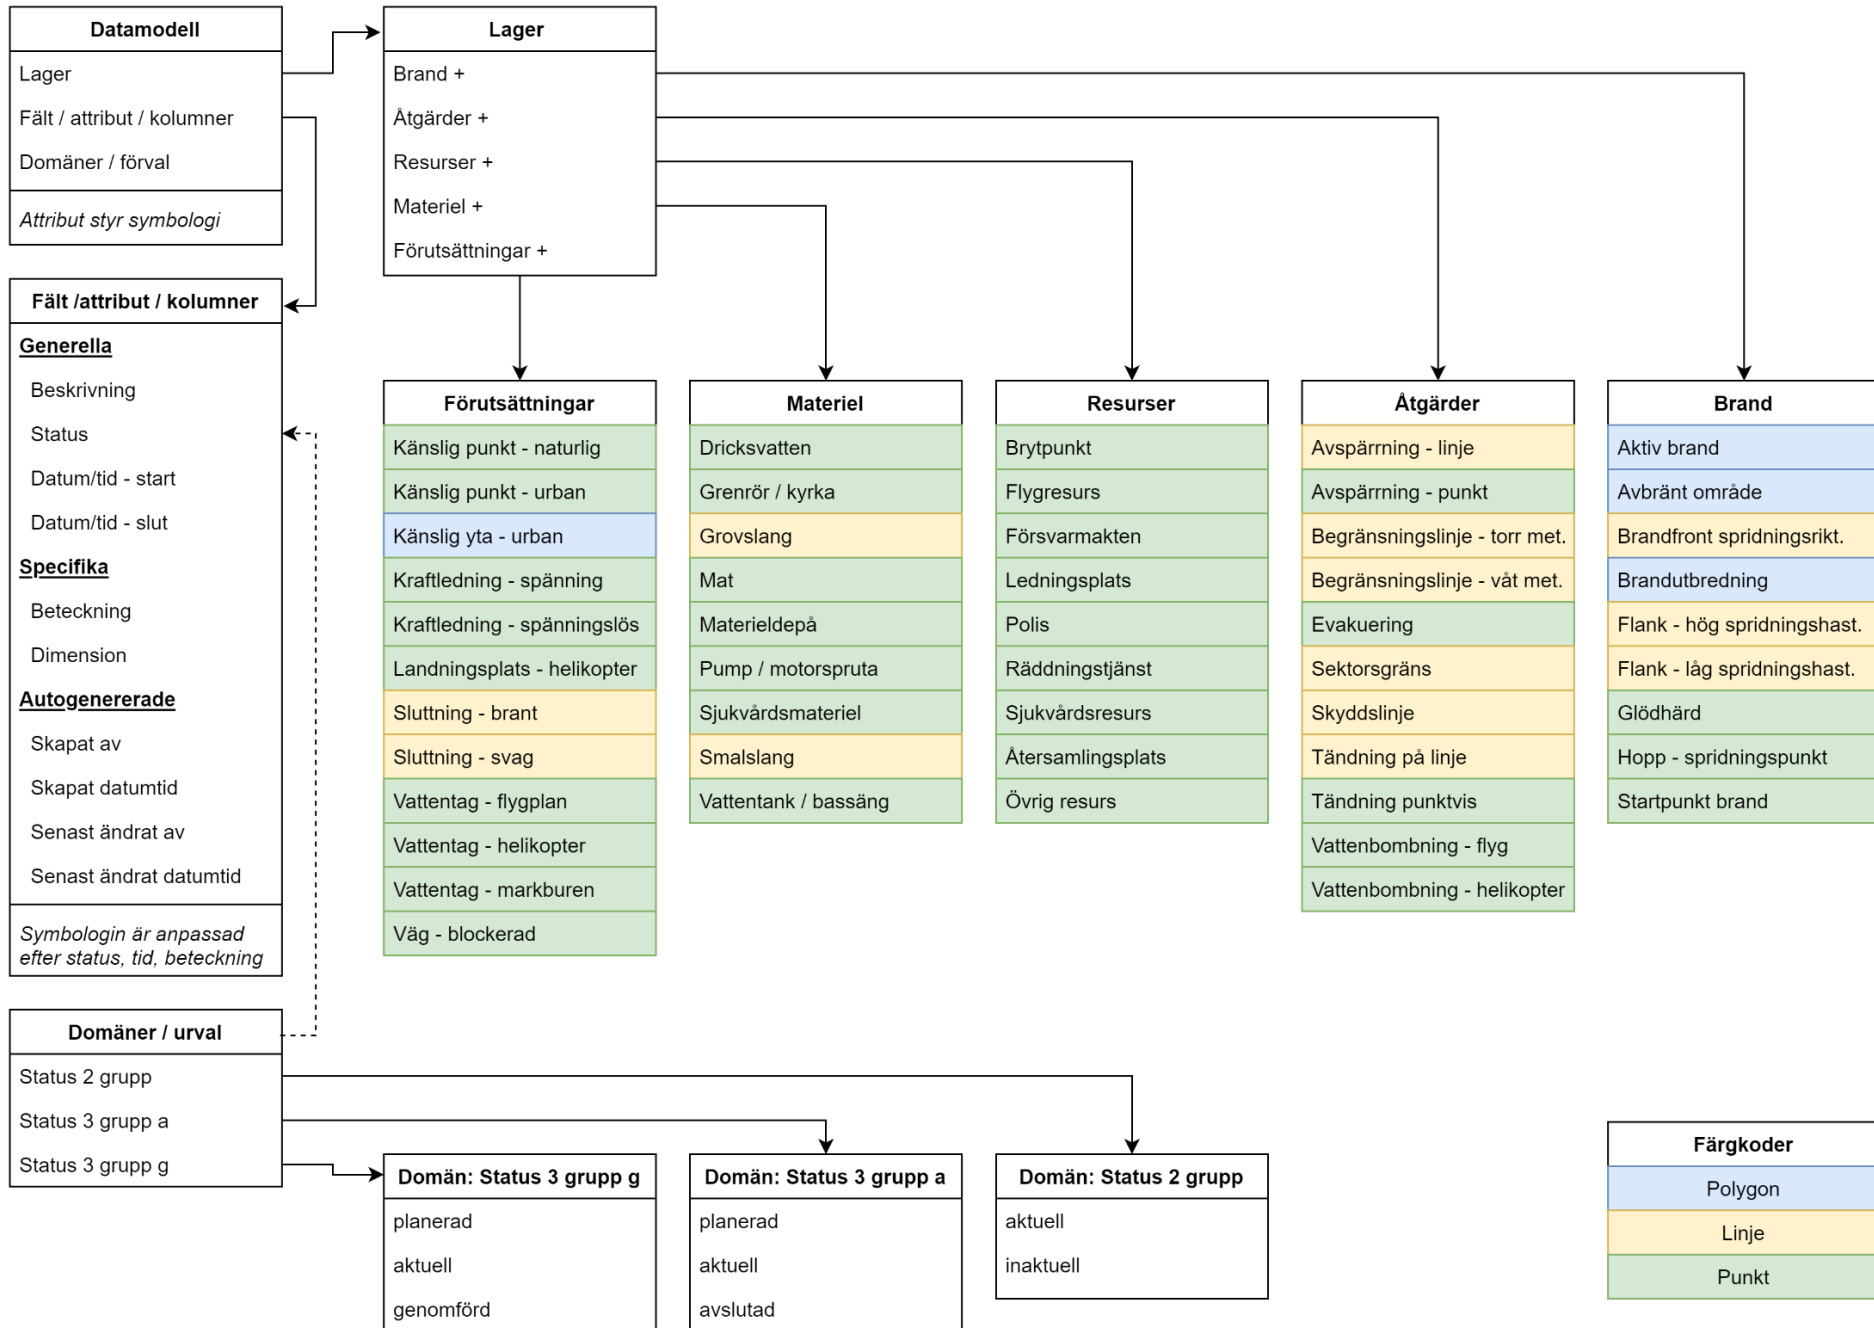 Datamodell
Lager
Fält / attribut / kolumner
Domäner / förval
Attribut styr symbologi
Lager
Brand +
Åtgärder +
Resurser +
Materiel +
Förutsättningar +
Fält /attribut / kolumner
Generella
Beskrivning
Status
Datum/tid - start
Datum/tid - slut
Specifika
Beteckning
Dimension
Autogenererade
Skapat av
Skapat datumtid
Senast ändrat av
Senast ändrat datumtid
Symbologin är anpassad
efter status, tid, beteckning
Förutsättningar
Känslig punkt - naturlig
Känslig punkt - urban
Känslig yta - urban
Kraftledning - spänning
Kraftledning - spänningslös
Landningsplats - helikopter
Sluttning - brant
Sluttning - svag
Vattentag - flygplan
Vattentag - helikopter
Vattentag - markburen
Väg - blockerad
Materiel
Dricksvatten
Grenrör / kyrka
Grovslang
Mat
Materieldepå
Pump / motorspruta
Sjukvårdsmateriel
Smalslang
Vattentank / bassäng
Resurser
Brytpunkt
Flygresurs
Försvarmakten
Ledningsplats
Polis
Räddningstjänst
Sjukvårdsresurs
Återsamlingsplats
Övrig resurs
Åtgärder
Avspärrning - linje
Avspärrning - punkt
Begränsningslinje - torr met.
Begränsningslinje - våt met.
Evakuering
Sektorsgräns
Skyddslinje
Tändning på linje
Tändning punktvis
Vattenbombning - flyg
Vattenbombning - helikopter
Brand
Aktiv brand
Avbränt område
Brandfront spridningsrikt.
Brandutbredning
Flank - hög spridningshast.
Flank - låg spridningshast.
Glödhärd
Hopp - spridningspunkt
Startpunkt brand
Domäner / urval
Status 2 grupp
Status 3 grupp a
Status 3 grupp g
Domän: Status 3 grupp g
planerad
aktuell
genomförd
Domän: Status 3 grupp a
planerad
aktuell
avslutad
Domän: Status 2 grupp
aktuell
inaktuell
Färgkoder
Polygon
Linje
Punkt